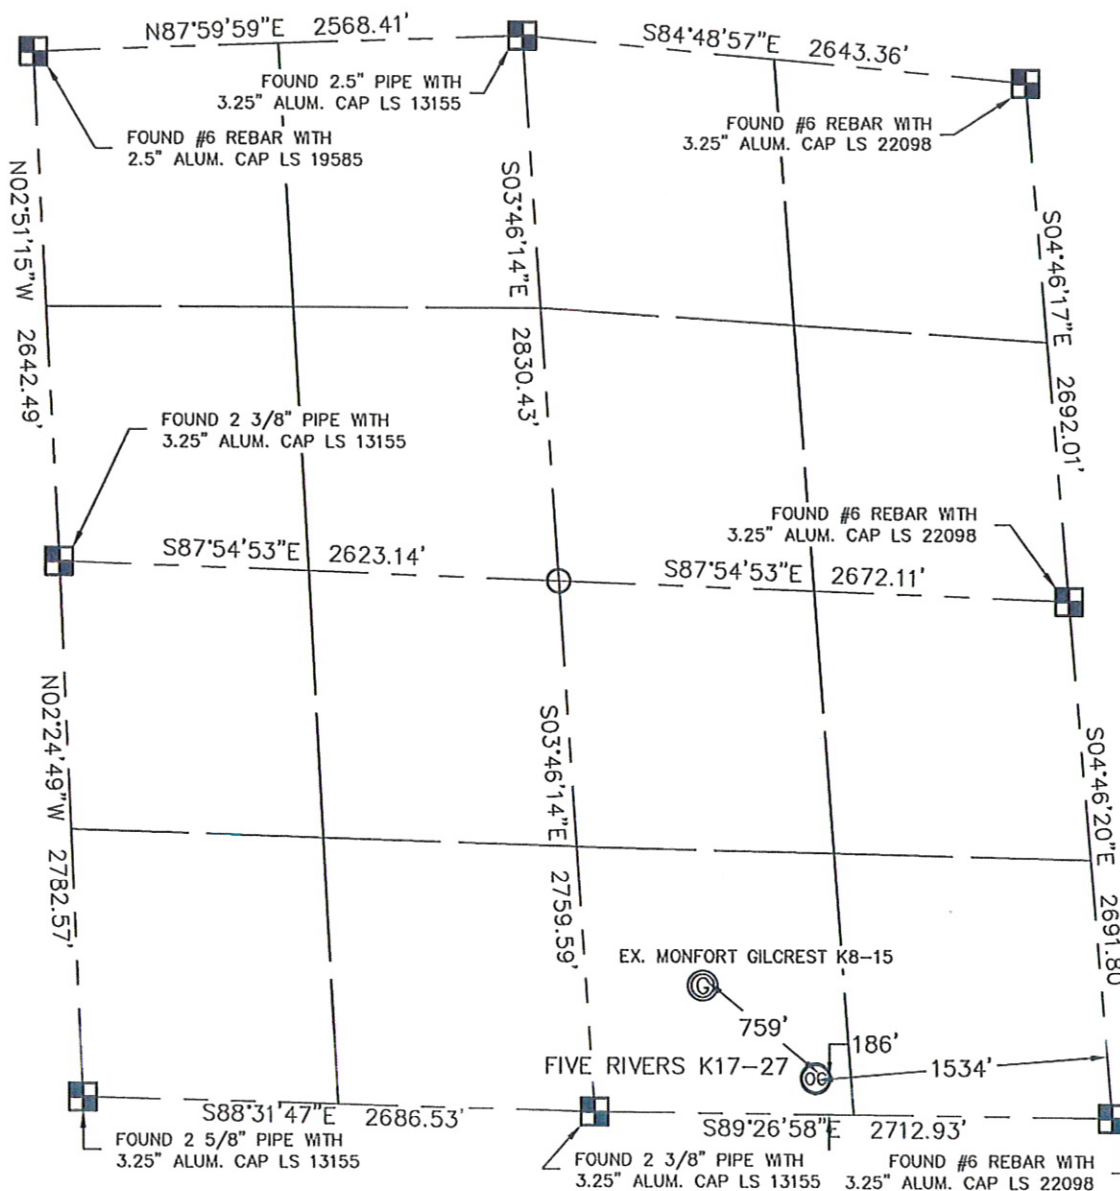 N87°59'59"E 2568.41'
S84°48'57"E 2643.36'
FOUND 2.5" PIPE WITH
3.25" ALUM. CAP LS 13155
FOUND #6 REBAR WITH
2.5" ALUM. CAP LS 19585
FOUND #6 REBAR WITH
3.25" ALUM. CAP LS 22098
N02°51'15"W 2642.49'
S03°46'14"E 2830.43'
S04°46'17"E 2692.01'
FOUND 2 3/8" PIPE WITH
3.25" ALUM. CAP LS 13155
FOUND #6 REBAR WITH
3.25" ALUM. CAP LS 22098
S87°54'53"E 2623.14'
S87°54'53"E 2672.11'
N02°24'49"W 2782.57'
S03°46'14"E 2759.59'
S04°46'20"E 2691.80
EX. MONFORT GILCREST K8-15
G
759'
186'
FIVE RIVERS K17-27
OG
1534'
S88°31'47"E 2686.53'
S89°26'58"E 2712.93'
FOUND 2 5/8" PIPE WITH
3.25" ALUM. CAP LS 13155
FOUND 2 3/8" PIPE WITH
3.25" ALUM. CAP LS 13155
FOUND #6 REBAR WITH
3.25" ALUM. CAP LS 22098